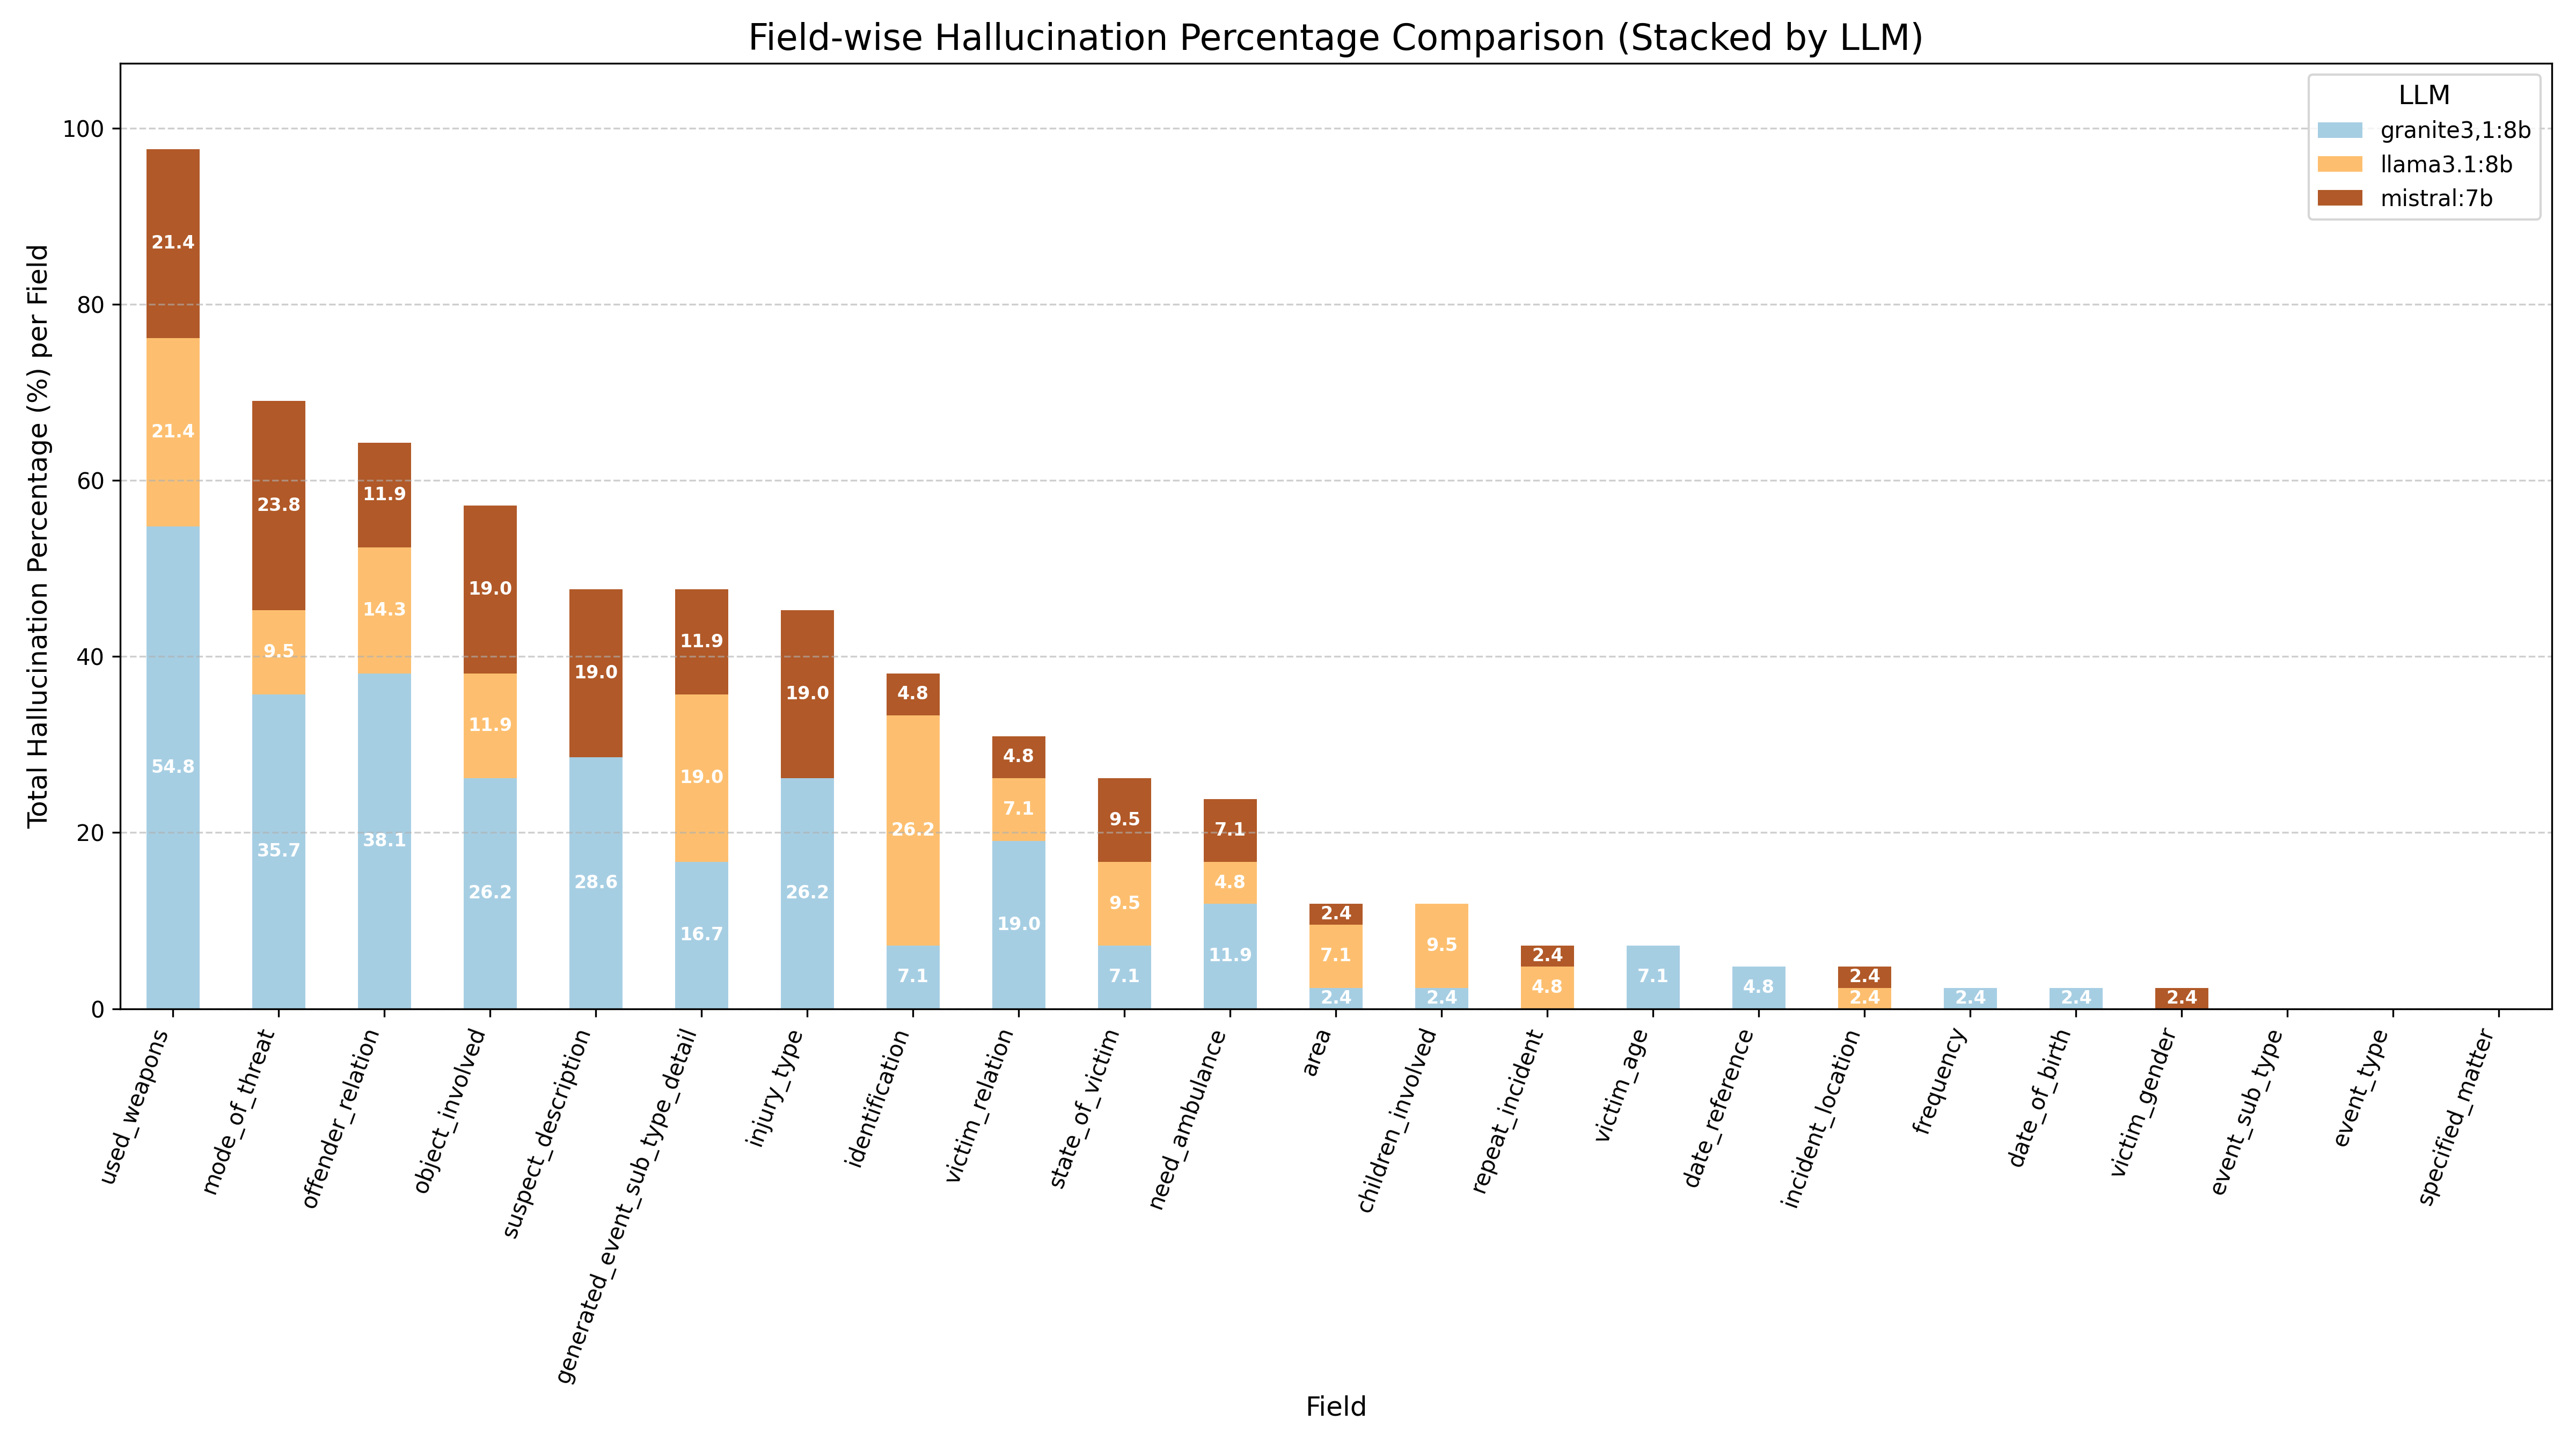 Field-wise Hallucination Percentage Comparison (Stacked by LLM)
LLM
granite3,1:8b
llama3.1:8b
mistral:7b
Total Hallucination Percentage (%) per Field
100
80
60
40
20
0
21.4
21.4
54.8
23.8
9.5
35.7
11.9
14.3
38.1
19.0
11.9
26.2
19.0
28.6
11.9
19.0
16.7
19.0
26.2
4.8
26.2
7.1
4.8
7.1
19.0
9.5
9.5
7.1
7.1
4.8
11.9
2.4
7.1
2.4
9.5
2.4
2.4
4.8
7.1
4.8
2.4
2.4
2.4
2.4
2.4
used_weapons
mode_of_threat
offender_relation
object_involved
suspect_description
generated_event_sub_type_detail
injury_type
identification
victim_relation
state_of_victim
need_ambulance
area
children_involved
repeat_incident
victim_age
date_reference
incident_location
frequency
date_of_birth
victim_gender
event_sub_type
event_type
specified_matter
Field